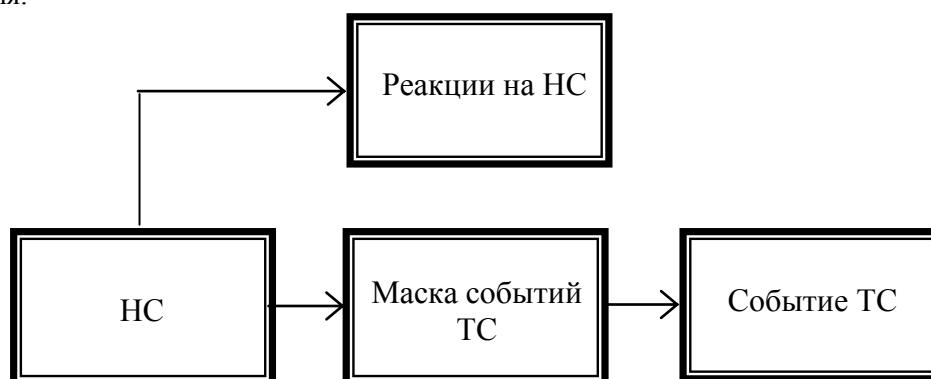 Реакции на НС
НС
Маска событий
ТС
Событие ТС